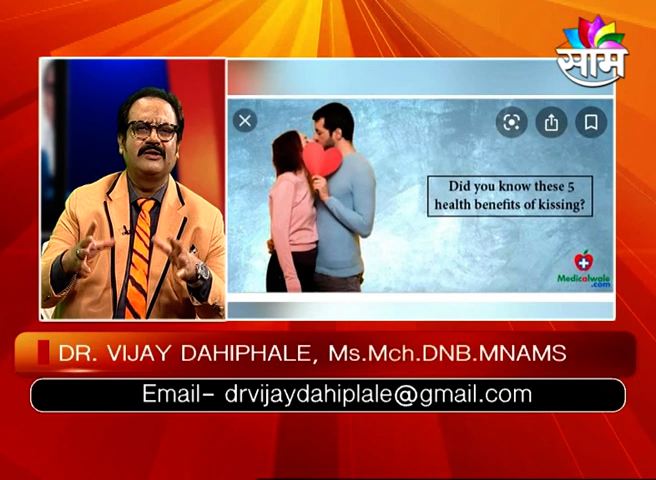 साम
Did you know these 5
health benefits of kissing?
Medicalwale
.com
DR. VIJAY DAHIPHALE, Ms.Mch.DNB.MNAMS
Email- drvijaydahiplale@gmail.com